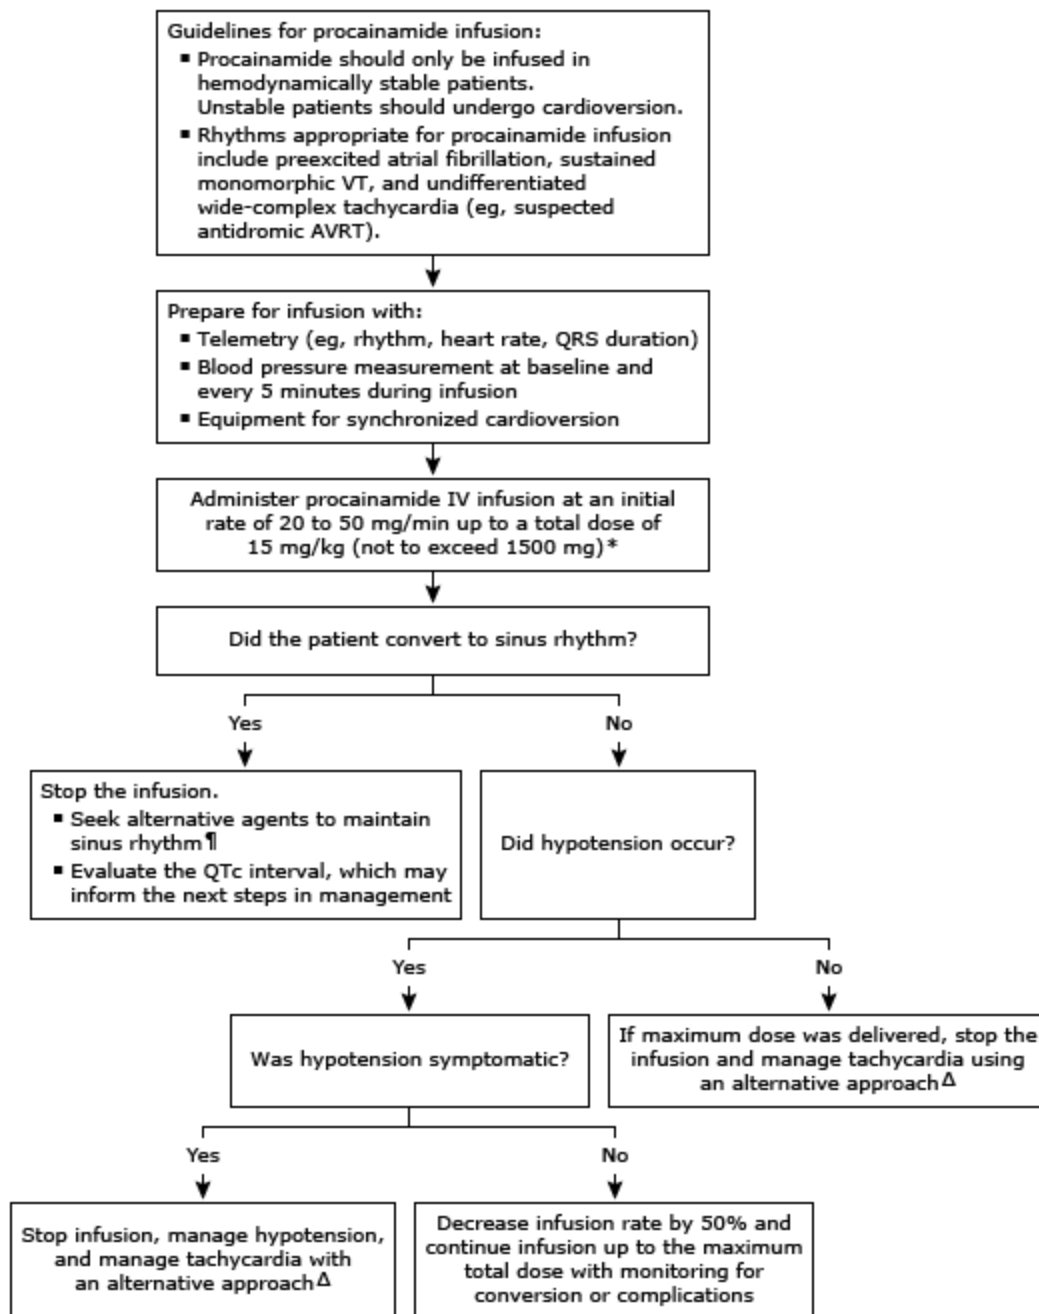 Guidelines for procainamide infusion:
▪ Procainamide should only be infused in
hemodynamically stable patients.
Unstable patients should undergo cardioversion.
▪ Rhythms appropriate for procainamide infusion
include preexcited atrial fibrillation, sustained
monomorphic VT, and undifferentiated
wide-complex tachycardia (eg, suspected
antidromic AVRT).
Prepare for infusion with:
▪ Telemetry (eg, rhythm, heart rate, QRS duration)
▪ Blood pressure measurement at baseline and
every 5 minutes during infusion
▪ Equipment for synchronized cardioversion
Administer procainamide IV infusion at an initial
rate of 20 to 50 mg/min up to a total dose of
15 mg/kg (not to exceed 1500 mg)*
Did the patient convert to sinus rhythm?
Yes
No
Stop the infusion.
▪ Seek alternative agents to maintain
sinus rhythm¶
▪ Evaluate the QTc interval, which may
inform the next steps in management
Did hypotension occur?
Yes
No
Was hypotension symptomatic?
If maximum dose was delivered, stop the
infusion and manage tachycardia using
an alternative approachΔ
Yes
No
Stop infusion, manage hypotension,
and manage tachycardia with
an alternative approachΔ
Decrease infusion rate by 50% and
continue infusion up to the maximum
total dose with monitoring for
conversion or complications